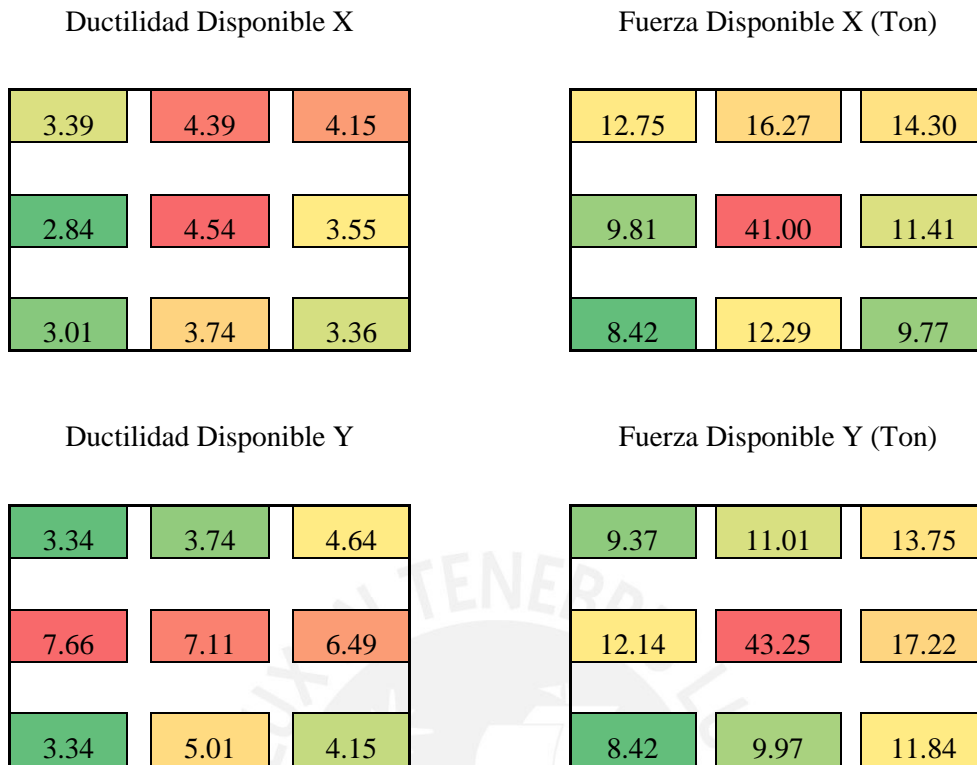 Ductilidad Disponible X Fuerza Disponible X (Ton)
3.39 4.39 4.15 12.75 16.27 14.30
2.84 4.54 3.55 9.81 41.00 11.41
3.01 3.74 3.36 8.42 12.29 9.77
Ductilidad Disponible Y Fuerza Disponible Y (Ton)
3.34 3.74 4.64 9.37 11.01 13.75
7.66 7.11 6.49 12.14 43.25 17.22
3.34 5.01 4.15 8.42 9.97 11.84